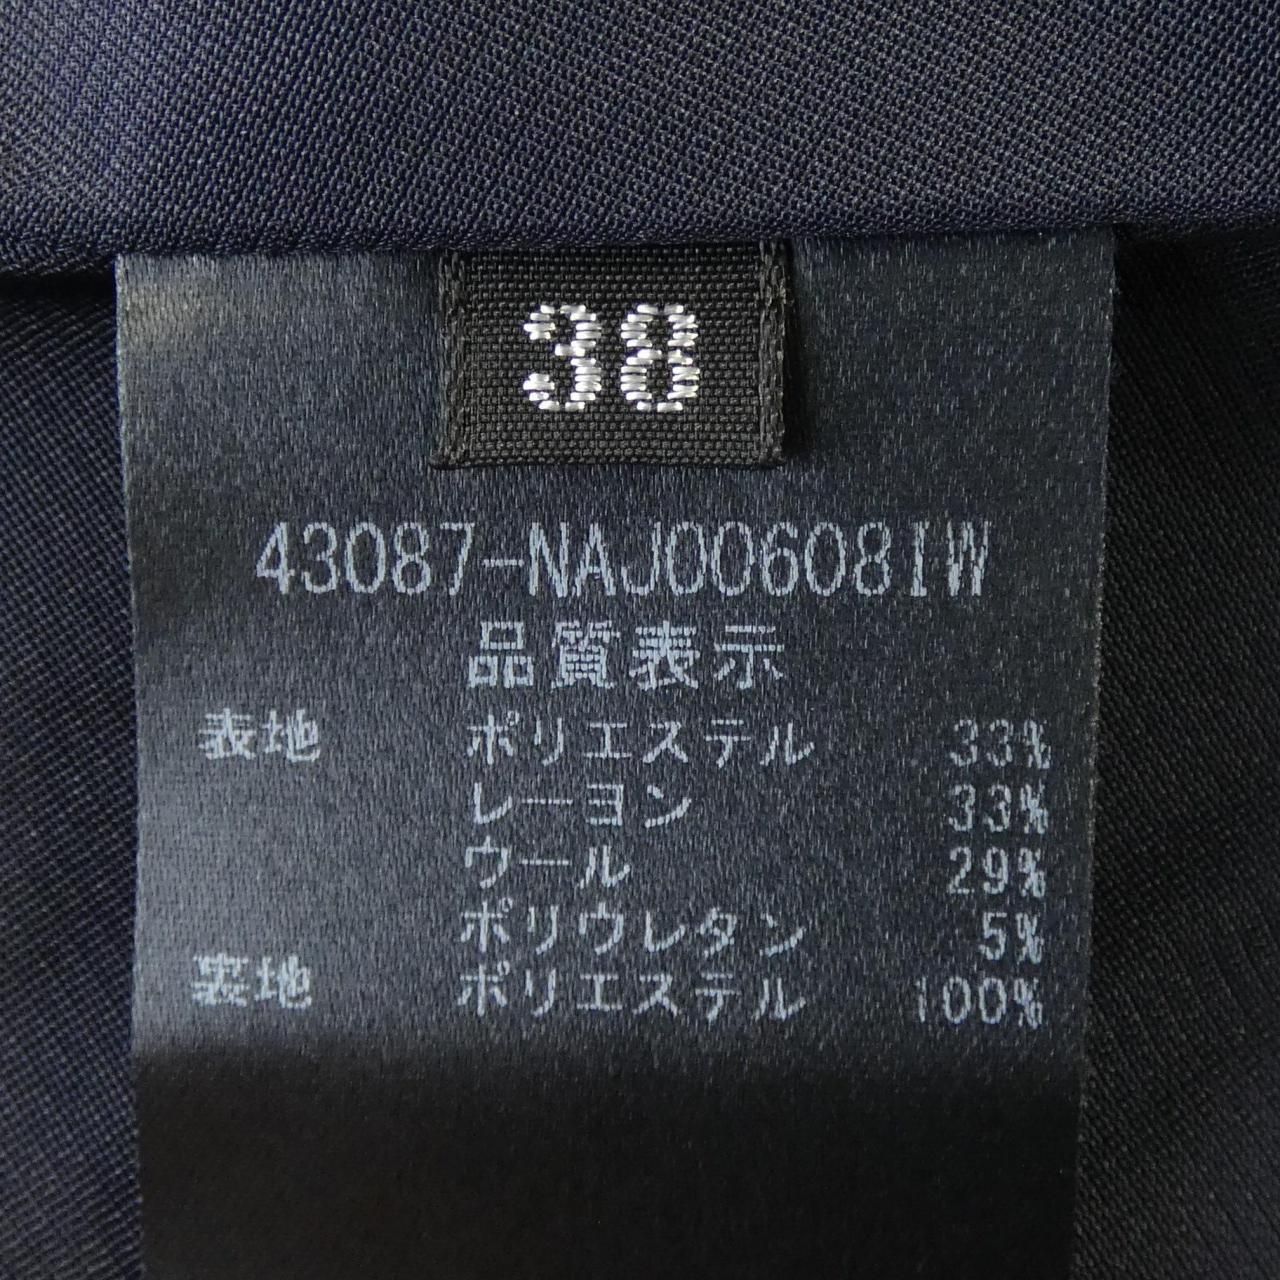 38
43087-NAJ00608IW
品質表示
表地 ポリエステル 33%
レーヨン 33%
ウール 29%
ポリウレタン 5%
裏地 ポリエステル 100%